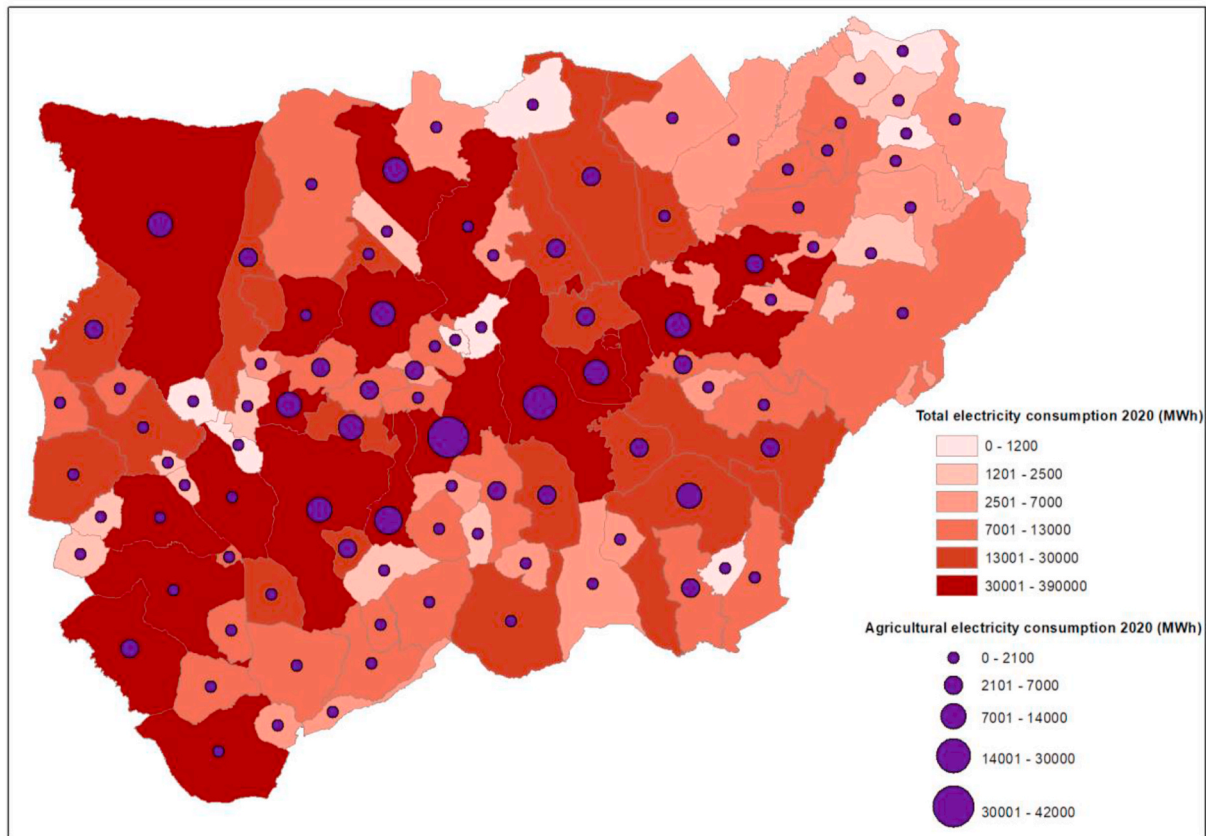 Total electricity consumption 2020 (MWh)
0 - 1200
1201 - 2500
2501 - 7000
7001 - 13000
13001 - 30000
30001 - 390000
Agricultural electricity consumption 2020 (MWh)
0 - 2100
2101 - 7000
7001 - 14000
14001 - 30000
30001 - 42000